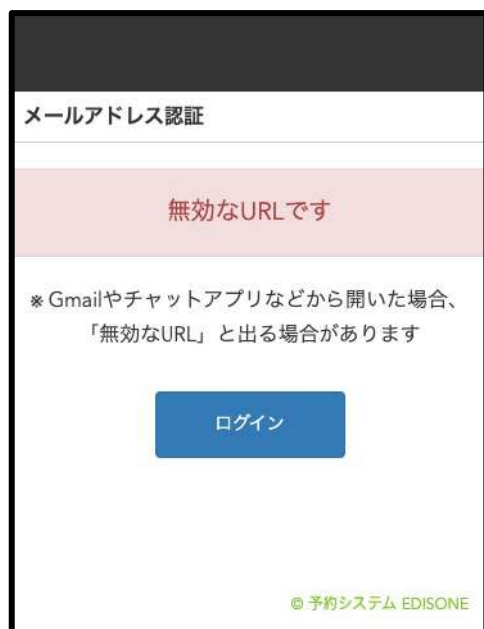 メールアドレス認証
無効なURLです
※ Gmailやチャットアプリなどから開いた場合、
「無効なURL」と出る場合があります
ログイン
© 予約システム EDISONE